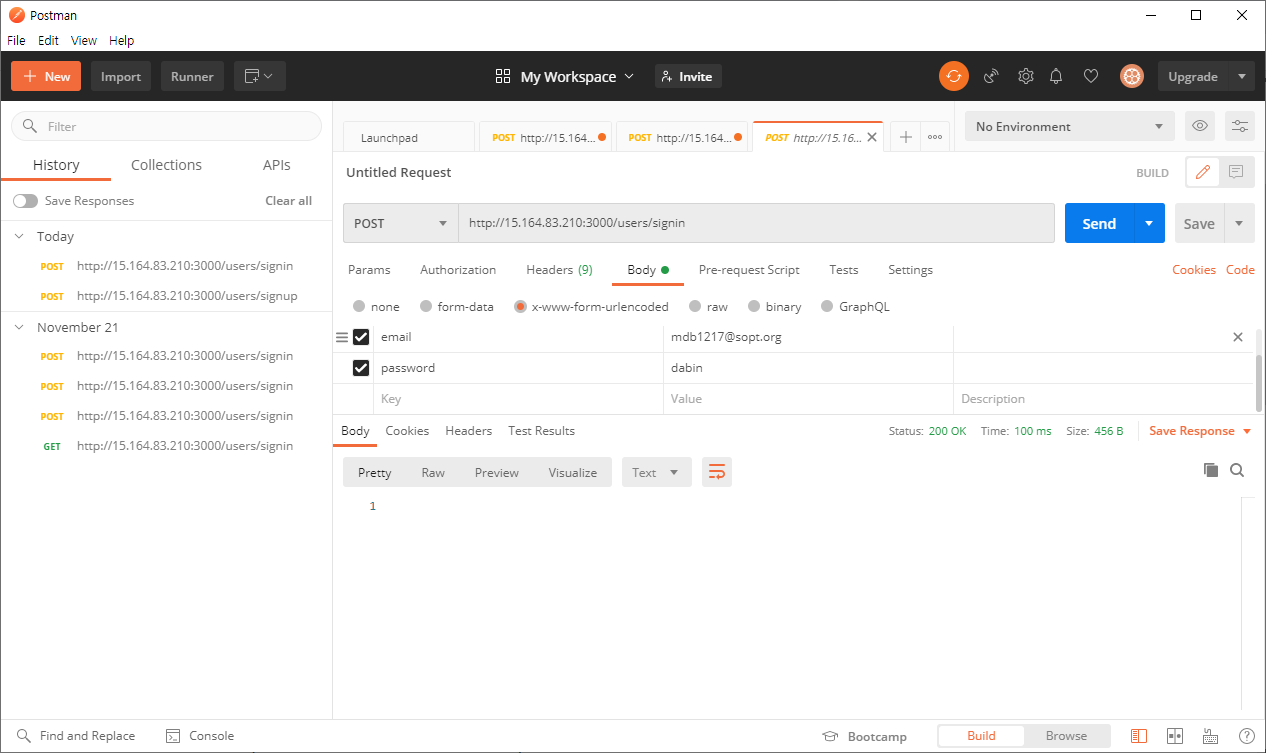 Postman
File Edit View Help
New Import Runner My Workspace Invite Upgrade
Filter
History Collections APIs
Save Responses Clear all
Today
POST http://15.164.83.210:3000/users/signin
POST http://15.164.83.210:3000/users/signup
November 21
POST http://15.164.83.210:3000/users/signin
POST http://15.164.83.210:3000/users/signin
POST http://15.164.83.210:3000/users/signin
GET http://15.164.83.210:3000/users/signin
Launchpad POST http://15.164... POST http://15.164... POST http://15.16... No Environment
Untitled Request BUILD
POST http://15.164.83.210:3000/users/signin Send Save
Params Authorization Headers (9) Body Pre-request Script Tests Settings Cookies Code
none form-data x-www-form-urlencoded raw binary GraphQL
email mdb1217@sopt.org
password dabin
Key Value Description
Body Cookies Headers Test Results Status: 200 OK Time: 100 ms Size: 456 B Save Response
Pretty Raw Preview Visualize Text
1
Find and Replace Console Bootcamp Build Browse